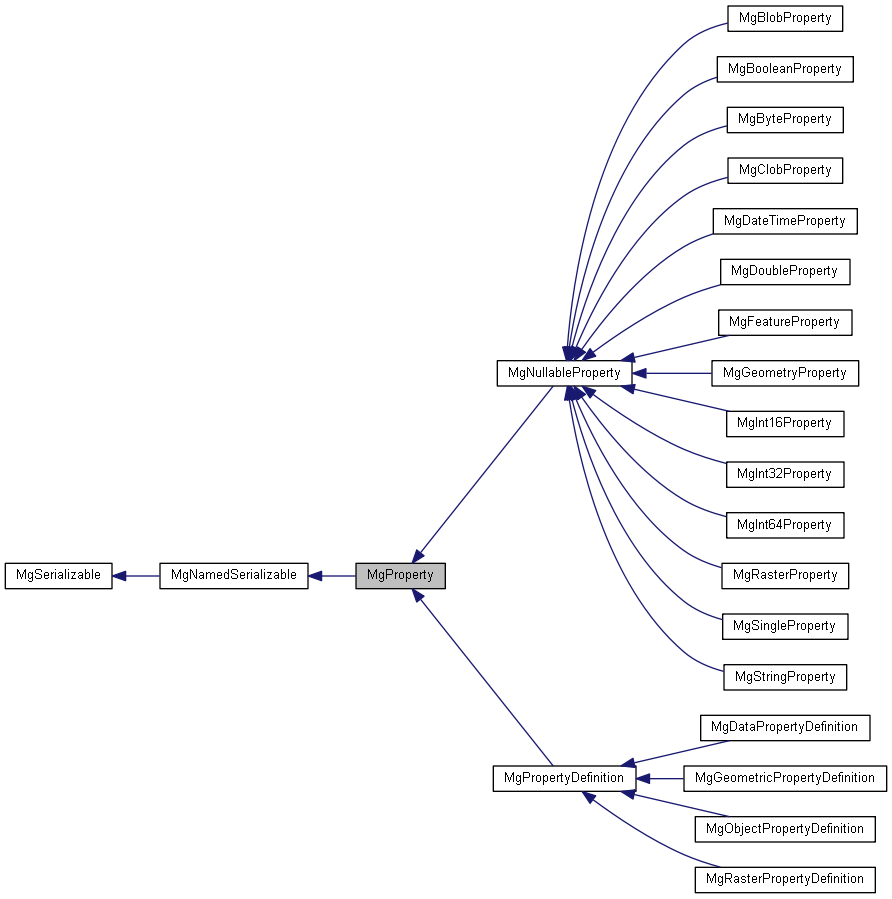 MgBlobProperty
MgBooleanProperty
MgByteProperty
MgClobProperty
MgDateTimeProperty
MgDoubleProperty
MgFeatureProperty
MgNullableProperty
MgGeometryProperty
MgInt16Property
MgInt32Property
MgInt64Property
MgSerializable
MgNamedSerializable
MgProperty
MgRasterProperty
MgSingleProperty
MgStringProperty
MgDataPropertyDefinition
MgPropertyDefinition
MgGeometricPropertyDefinition
MgObjectPropertyDefinition
MgRasterPropertyDefinition